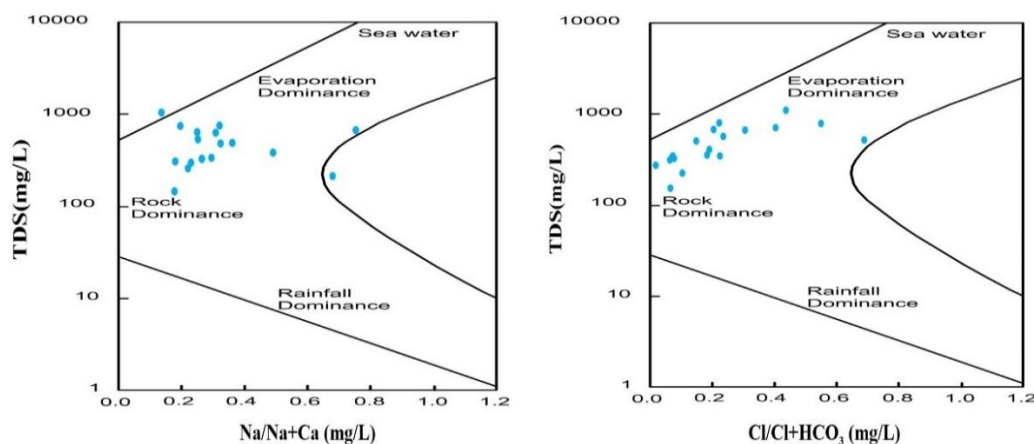 10000
1000
100
10
1
TDS(mg/L)
Sea water
Evaporation
Dominance
Rock
Dominance
Rainfall
Dominance
0.0 0.2 0.4 0.6 0.8 1.0 1.2
Na/Na+Ca (mg/L)
10000
1000
100
10
1
TDS(mg/L)
Sea water
Evaporation
Dominance
Rock
Dominance
Rainfall
Dominance
0.0 0.2 0.4 0.6 0.8 1.0 1.2
Cl/Cl+HCO₃ (mg/L)